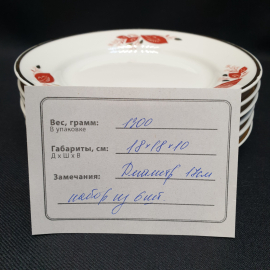 Вес, грамм: 1300
В упаковке
Габариты, см: 18×18×10
Д х Ш х В
Замечания: Диаметр 18см
набор из 6шт.